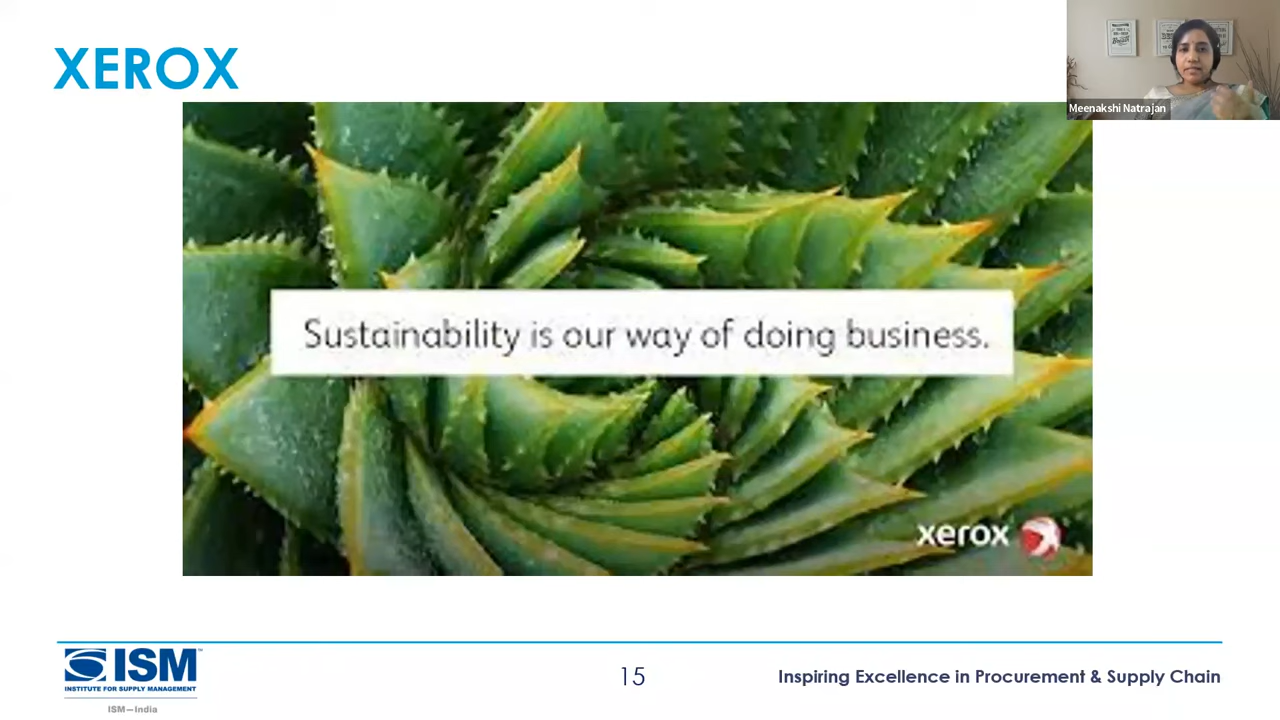 XEROX
Meenakshi Natrajan
Sustainability is our way of doing business.
xerox
ISM™
INSTITUTE FOR SUPPLY MANAGEMENT
ISM—India
15
Inspiring Excellence in Procurement & Supply Chain